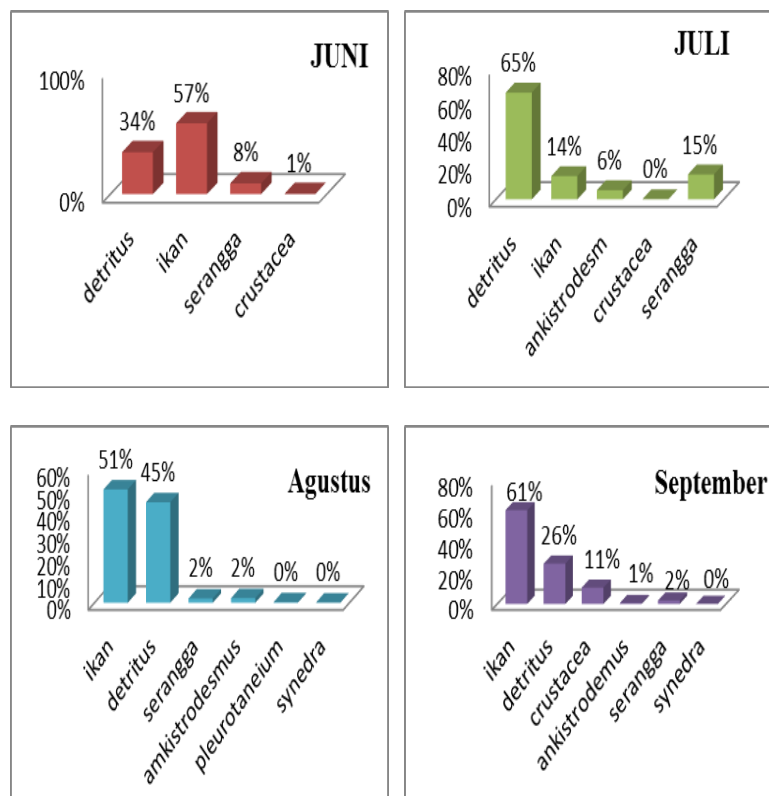 JUNI
100%
0%
34%
57%
8%
1%
detritus
ikan
serangga
crustacea
JULI
80%
60%
40%
20%
0%
65%
14%
6%
0%
15%
detritus
ikan
ankistrodesm
crustacea
serangga
Agustus
60%
50%
40%
30%
20%
10%
0%
51%
45%
2%
2%
0%
0%
ikan
detritus
serangga
amkistrodesmus
pleurotaneium
synedra
September
80%
60%
40%
20%
0%
61%
26%
11%
1%
2%
0%
ikan
detritus
crustacea
ankistrodemus
serangga
synedra